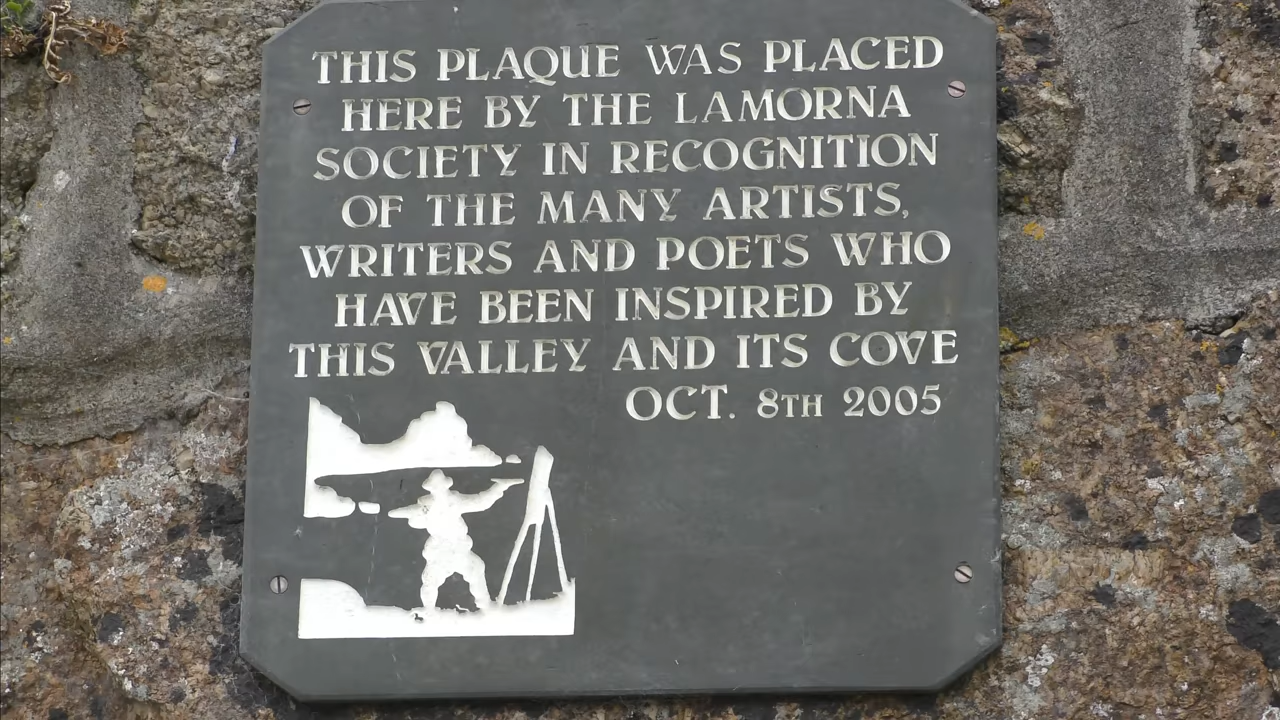 THIS PLAQUE WAS PLACED
HERE BY THE LAMORNA
SOCIETY IN RECOGNITION
OF THE MANY ARTISTS,
WRITERS AND POETS WHO
HAVE BEEN INSPIRED BY
THIS VALLEY AND ITS COVE
OCT. 8TH 2005